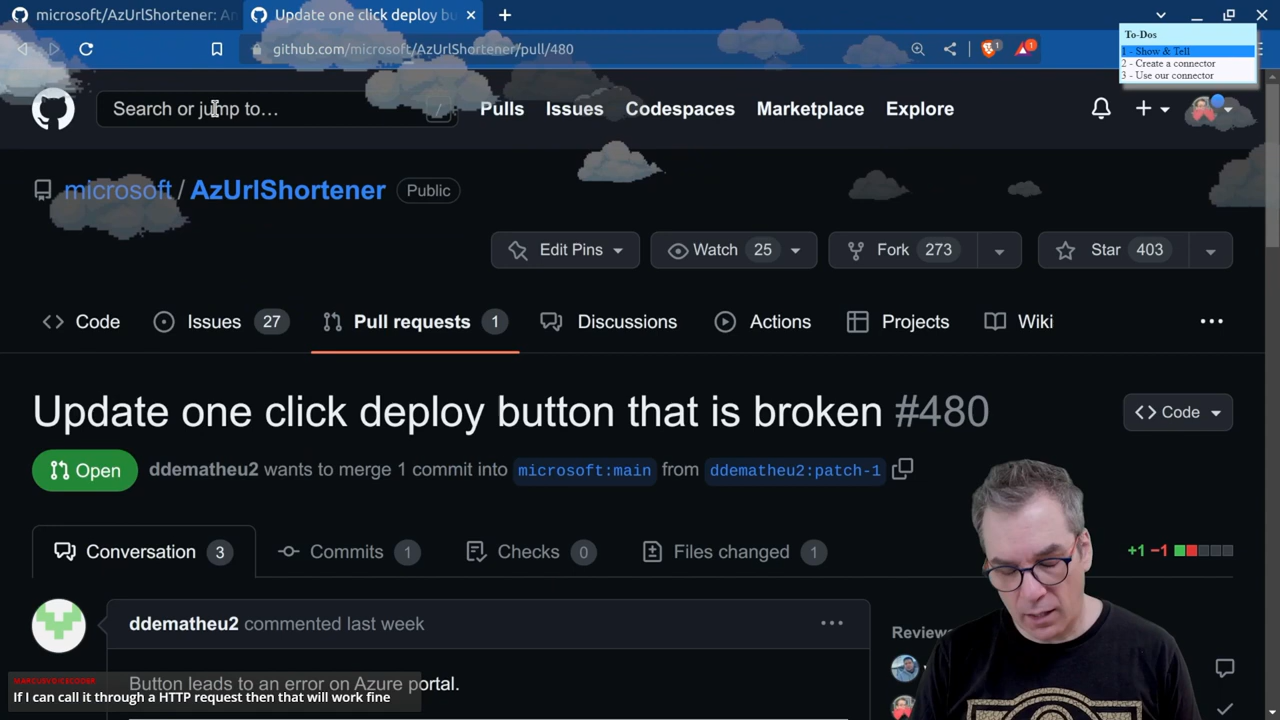 microsoft/AzUrlShortener: An
Update one click deploy bu
github.com/microsoft/AzUrlShortener/pull/480
1
1
To-Dos
1 - Show & Tell
2 - Create a connector
3 - Use our connector
Search or jump to...
/
Pulls
Issues
Codespaces
Marketplace
Explore
microsoft / AzUrlShortener
Public
Edit Pins
Watch 25
Fork 273
Star 403
Code
Issues 27
Pull requests 1
Discussions
Actions
Projects
Wiki
Update one click deploy button that is broken #480
Code
Open
ddematheu2 wants to merge 1 commit into microsoft:main from ddematheu2:patch-1
Conversation 3
Commits 1
Checks 0
Files changed 1
+1 −1
ddematheu2 commented last week
Reviewe
Button leads to an error on Azure portal.
If I can call it through a HTTP request then that will work fine